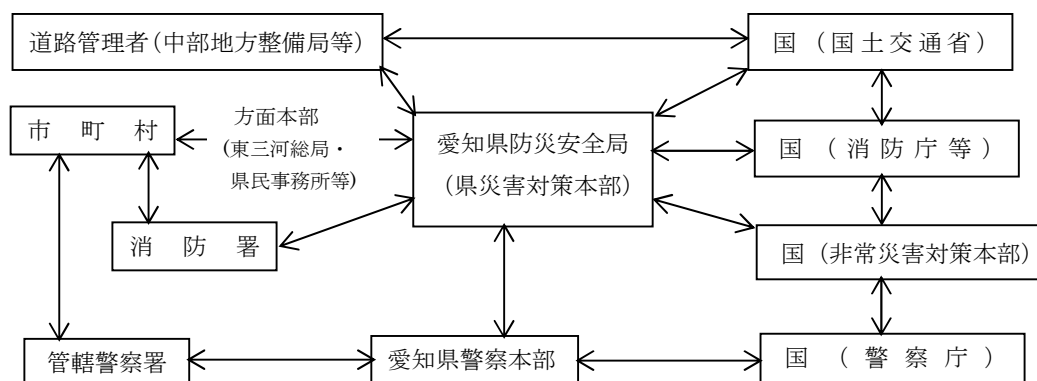 道路管理者(中部地方整備局等)
国(国土交通省)
市町村
方面本部
(東三河総局・
県民事務所等)
愛知県防災安全局
(県災害対策本部)
国(消防庁等)
消防署
国(非常災害対策本部)
管轄警察署
愛知県警察本部
国(警察庁)